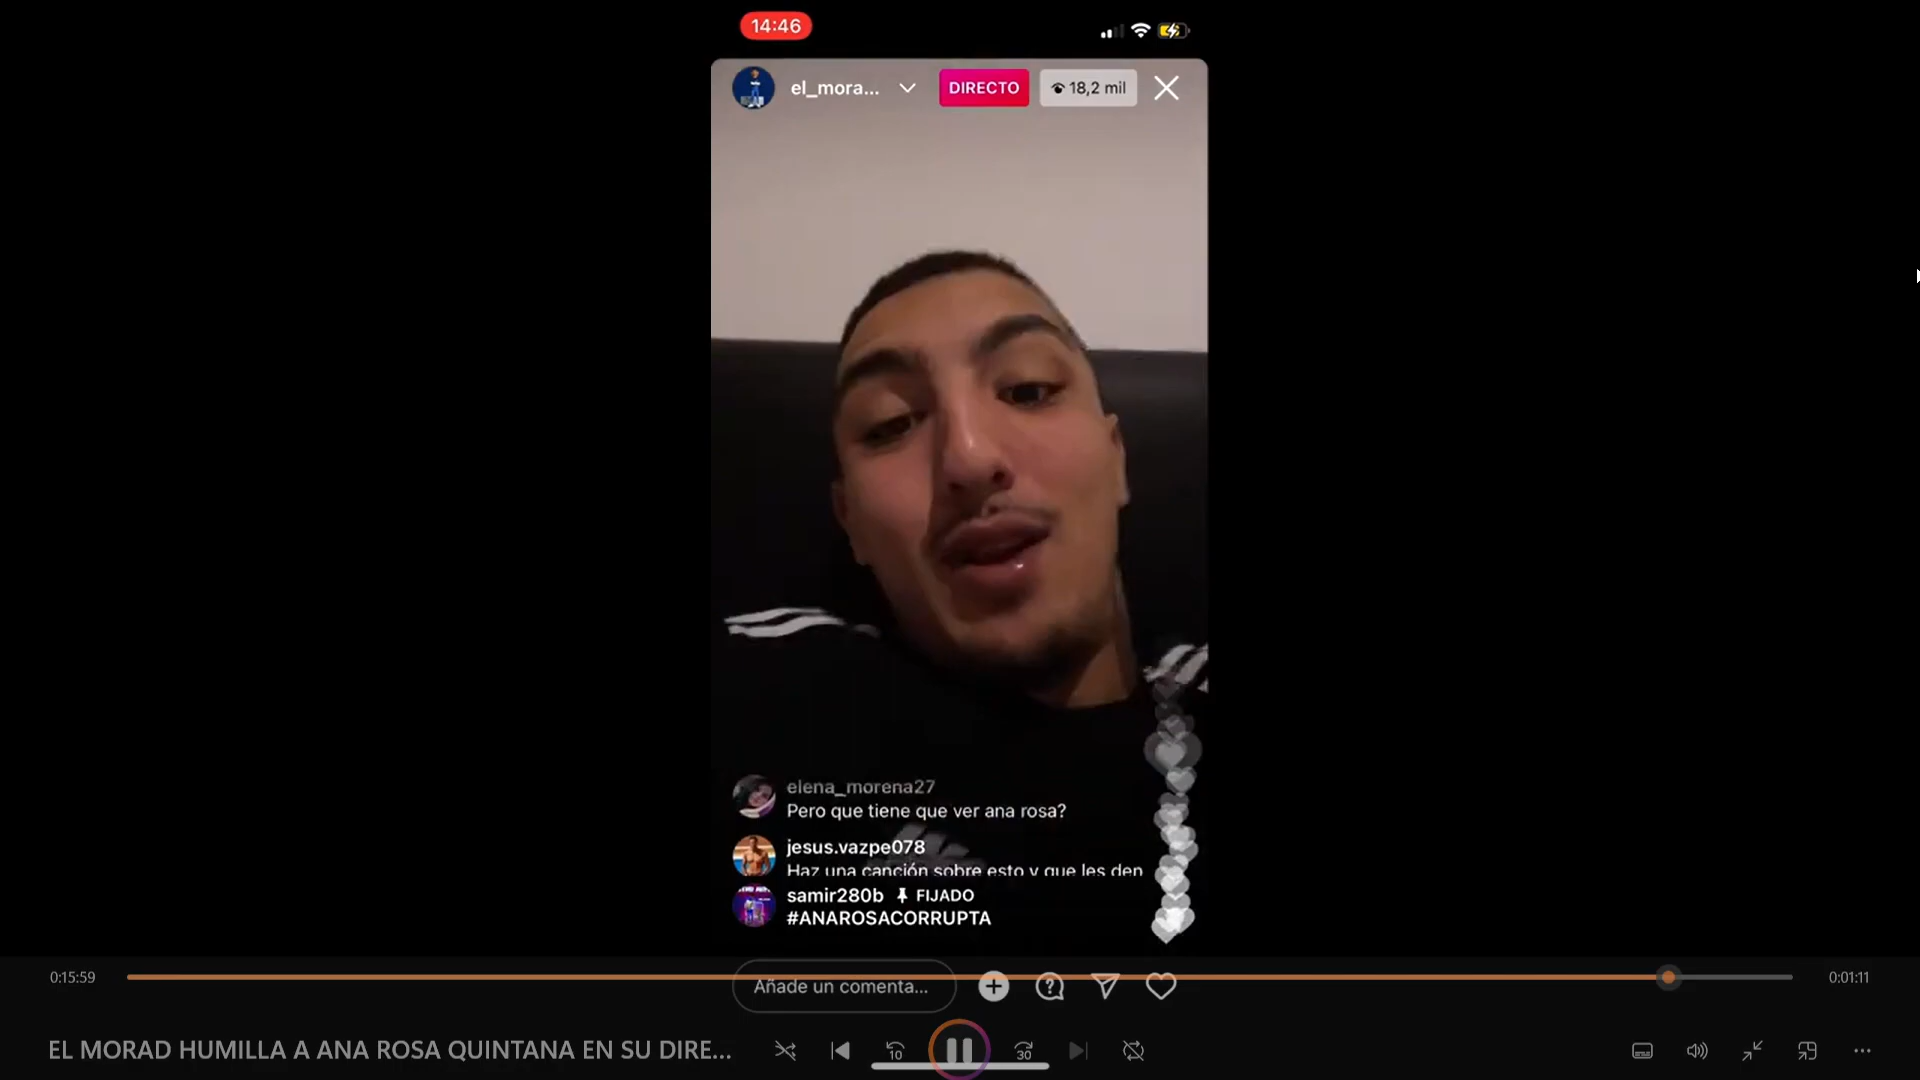 14:46
el_mora...
DIRECTO
18,2 mil
elena_morena27
Pero que tiene que ver ana rosa?
jesus.vazpe078
Haz una canción sobre esto y que les den
samir280b FIJADO
#ANAROSACORRUPTA
0:15:59
0:01:11
Añade un comenta...
EL MORAD HUMILLA A ANA ROSA QUINTANA EN SU DIRE...
10
30